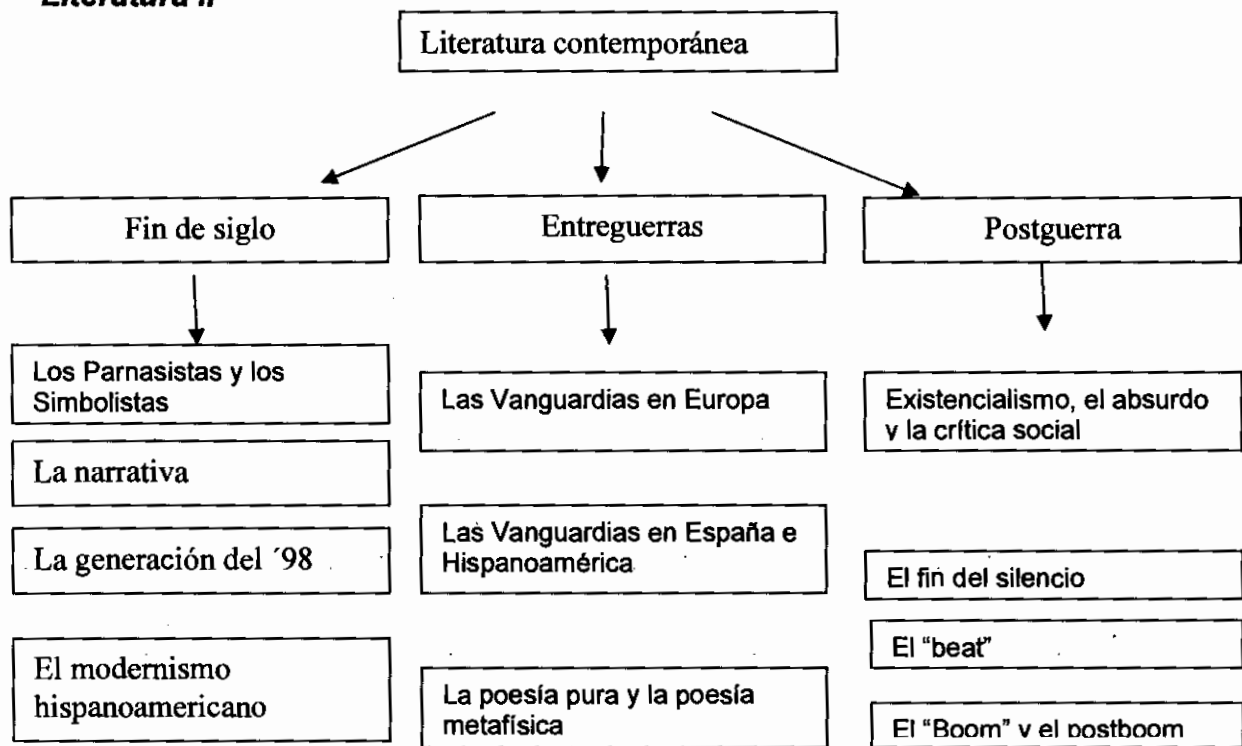 Literatura II
Literatura contemporánea
Fin de siglo
Entreguerras
Postguerra
Los Parnasistas y los
Simbolistas
La narrativa
La generación del ´98
El modernismo
hispanoamericano
Las Vanguardias en Europa
Las Vanguardias en España e
Hispanoamérica
La poesía pura y la poesía
metafísica
Existencialismo, el absurdo
y la crítica social
El fin del silencio
El “beat”
El “Boom” y el postboom